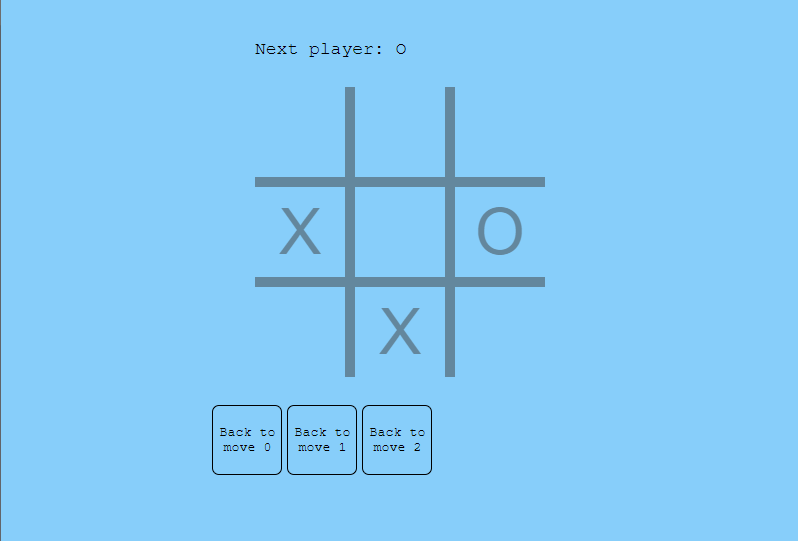 Next player: O
X O
X
Back to
move 0
Back to
move 1
Back to
move 2